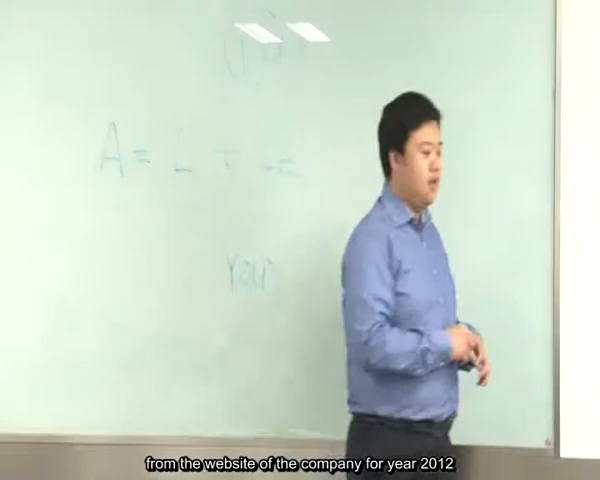 A = L +
your
from the website of the company for year 2012